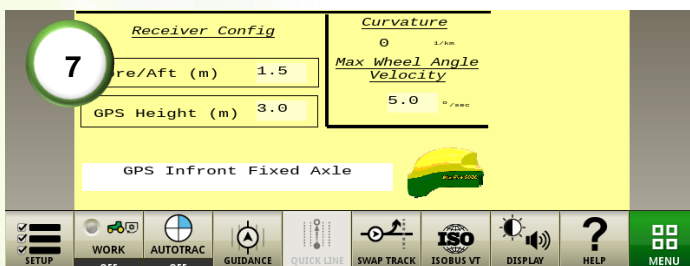 Receiver Config
Curvature
0 1/km
7
re/Aft (m) 1.5
Max Wheel Angle
Velocity
GPS Height (m) 3.0
5.0 °/sec
GPS Infront Fixed Axle
SETUP
WORK
OFF
AUTOTRAC
OFF
GUIDANCE
QUICK LINE
SWAP TRACK
ISO
ISOBUS VT
DISPLAY
?
HELP
MENU